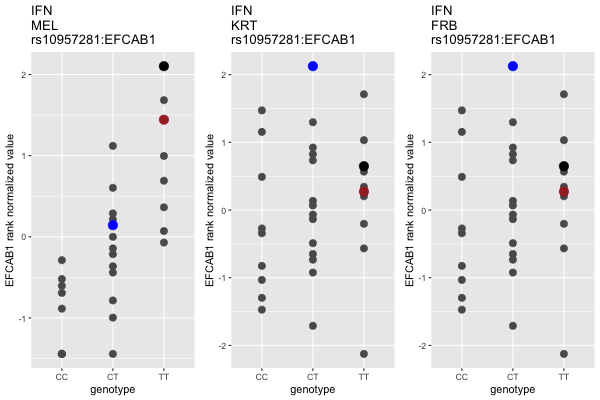 IFN
MEL
rs10957281:EFCAB1
EFCAB1 rank normalized value
2
1
0
-1
CC CT TT
genotype
IFN
KRT
rs10957281:EFCAB1
EFCAB1 rank normalized value
2
1
0
-1
-2
CC CT TT
genotype
IFN
FRB
rs10957281:EFCAB1
EFCAB1 rank normalized value
2
1
0
-1
-2
CC CT TT
genotype